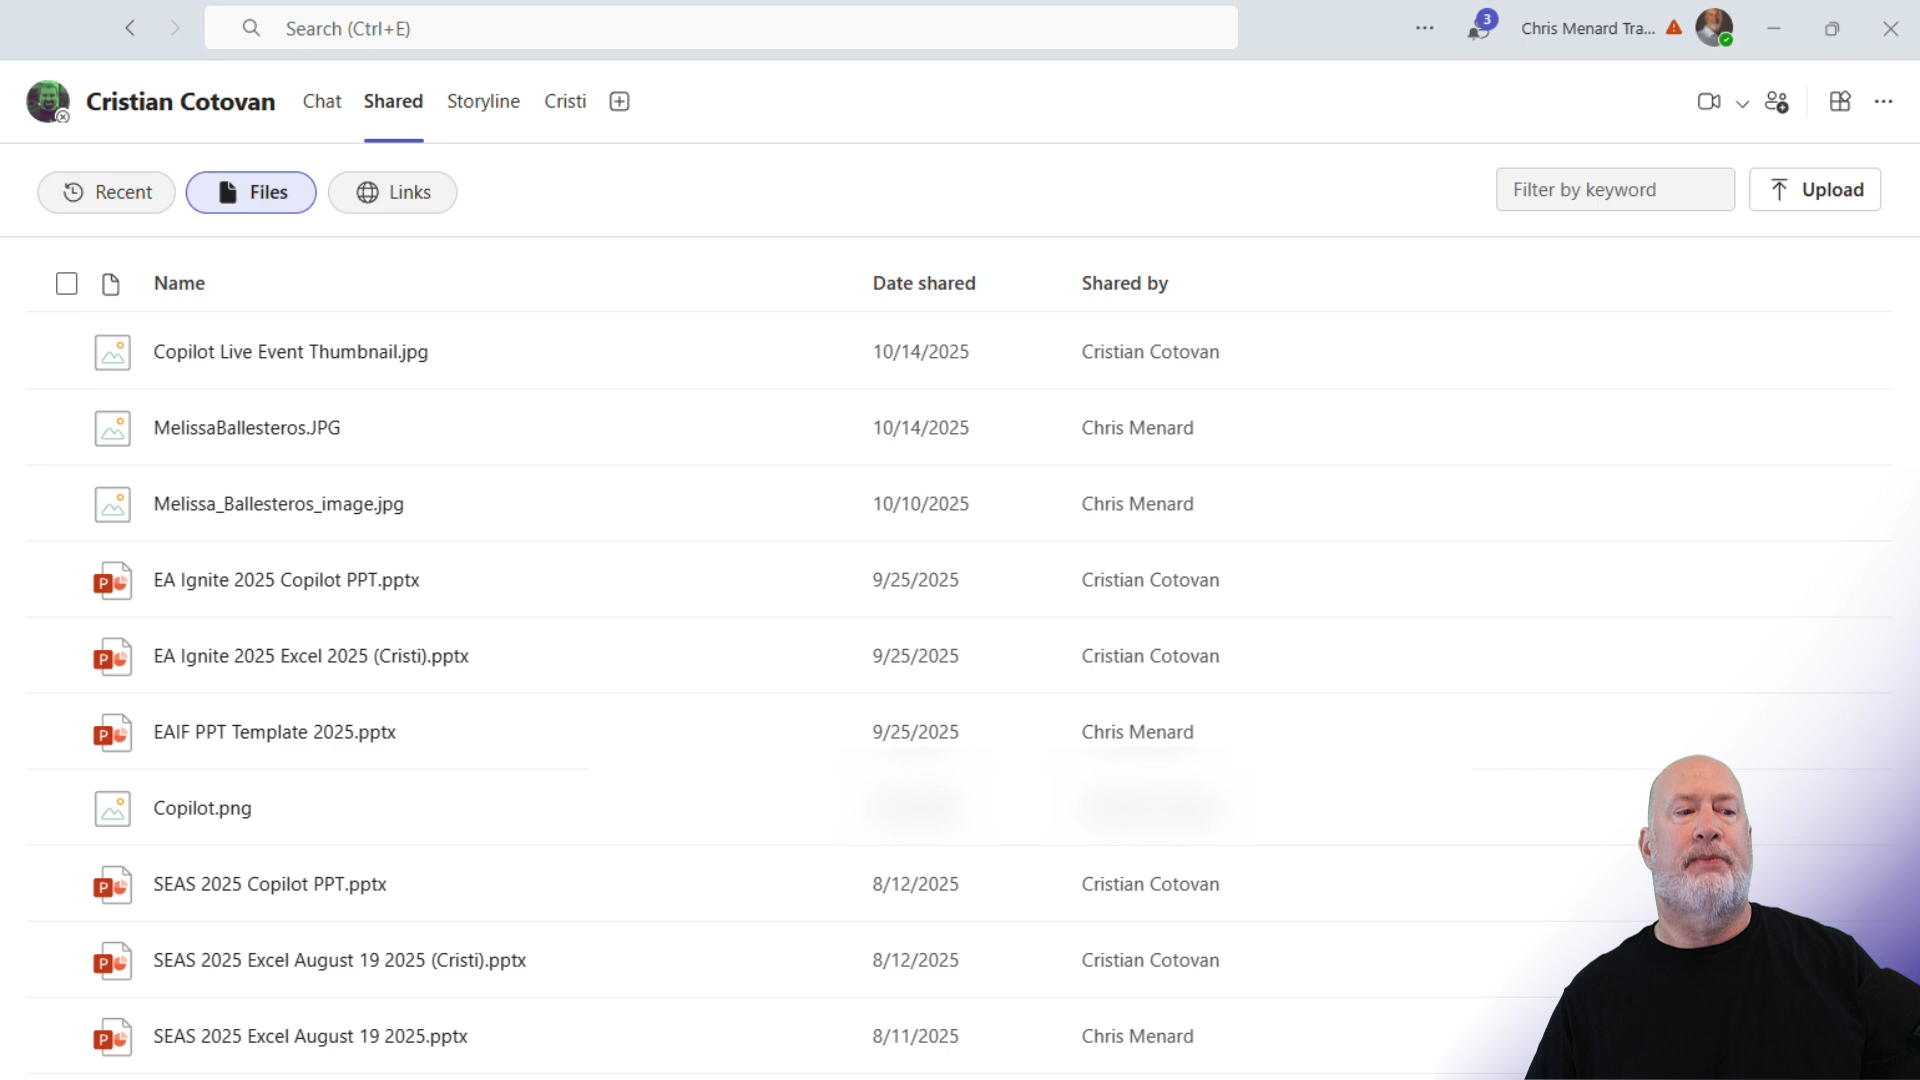 Search (Ctrl+E)
3
Chris Menard Tra...
Cristian Cotovan
Chat
Shared
Storyline
Cristi
Recent
Files
Links
Filter by keyword
Upload
Name
Date shared
Shared by
Copilot Live Event Thumbnail.jpg
10/14/2025
Cristian Cotovan
MelissaBallesteros.JPG
10/14/2025
Chris Menard
Melissa_Ballesteros_image.jpg
10/10/2025
Chris Menard
EA Ignite 2025 Copilot PPT.pptx
9/25/2025
Cristian Cotovan
EA Ignite 2025 Excel 2025 (Cristi).pptx
9/25/2025
Cristian Cotovan
EAIF PPT Template 2025.pptx
9/25/2025
Chris Menard
Copilot.png
SEAS 2025 Copilot PPT.pptx
8/12/2025
Cristian Cotovan
SEAS 2025 Excel August 19 2025 (Cristi).pptx
8/12/2025
Cristian Cotovan
SEAS 2025 Excel August 19 2025.pptx
8/11/2025
Chris Menard